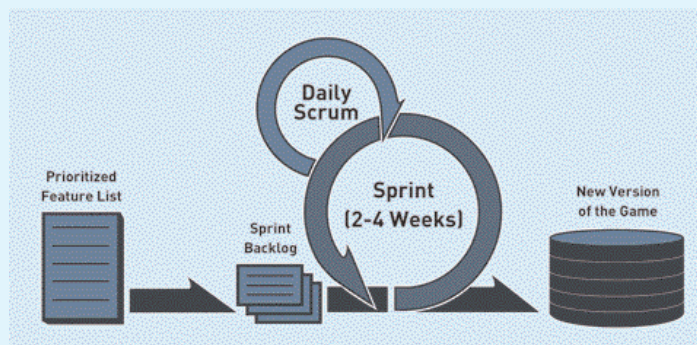 Daily
Scrum
Prioritized
Feature List
Sprint
(2-4 Weeks)
New Version
of the Game
Sprint
Backlog